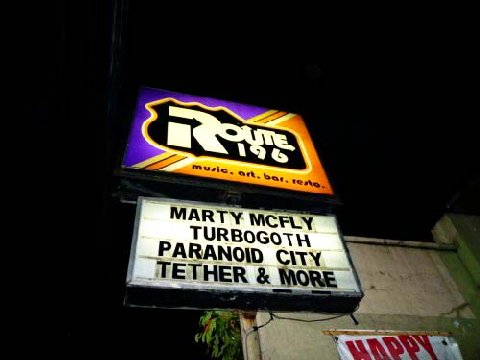 ROUTE
196
music. art. bar. resto.
MARTY MCFLY
TURBOGOTH
PARANOID CITY
TETHER & MORE
HAPPY